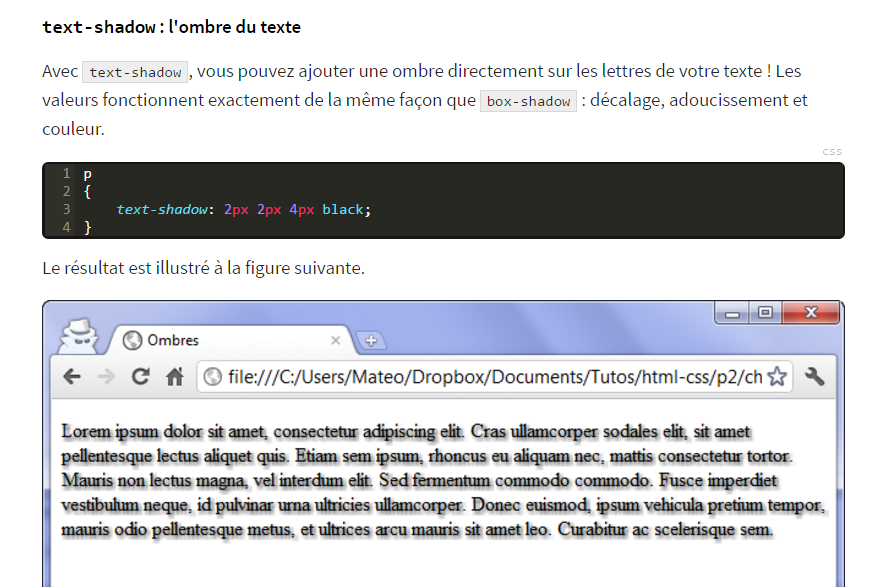 text-shadow : l'ombre du texte
Avec text-shadow , vous pouvez ajouter une ombre directement sur les lettres de votre texte ! Les
valeurs fonctionnent exactement de la même façon que box-shadow : décalage, adoucissement et
couleur.
css
1 p
2 {
3 text-shadow: 2px 2px 4px black;
4 }
Le résultat est illustré à la figure suivante.
Ombres
file:///C:/Users/Mateo/Dropbox/Documents/Tutos/html-css/p2/ch
Lorem ipsum dolor sit amet, consectetur adipiscing elit. Cras ullamcorper sodales elit, sit amet
pellentesque lectus aliquet quis. Etiam sem ipsum, rhoncus eu aliquam nec, mattis consectetur tortor.
Mauris non lectus magna, vel interdum elit. Sed fermentum commodo commodo. Fusce imperdiet
vestibulum neque, id pulvinar urna ultricies ullamcorper. Donec euismod, ipsum vehicula pretium tempor,
mauris odio pellentesque metus, et ultrices arcu mauris sit amet leo. Curabitur ac scelerisque sem.